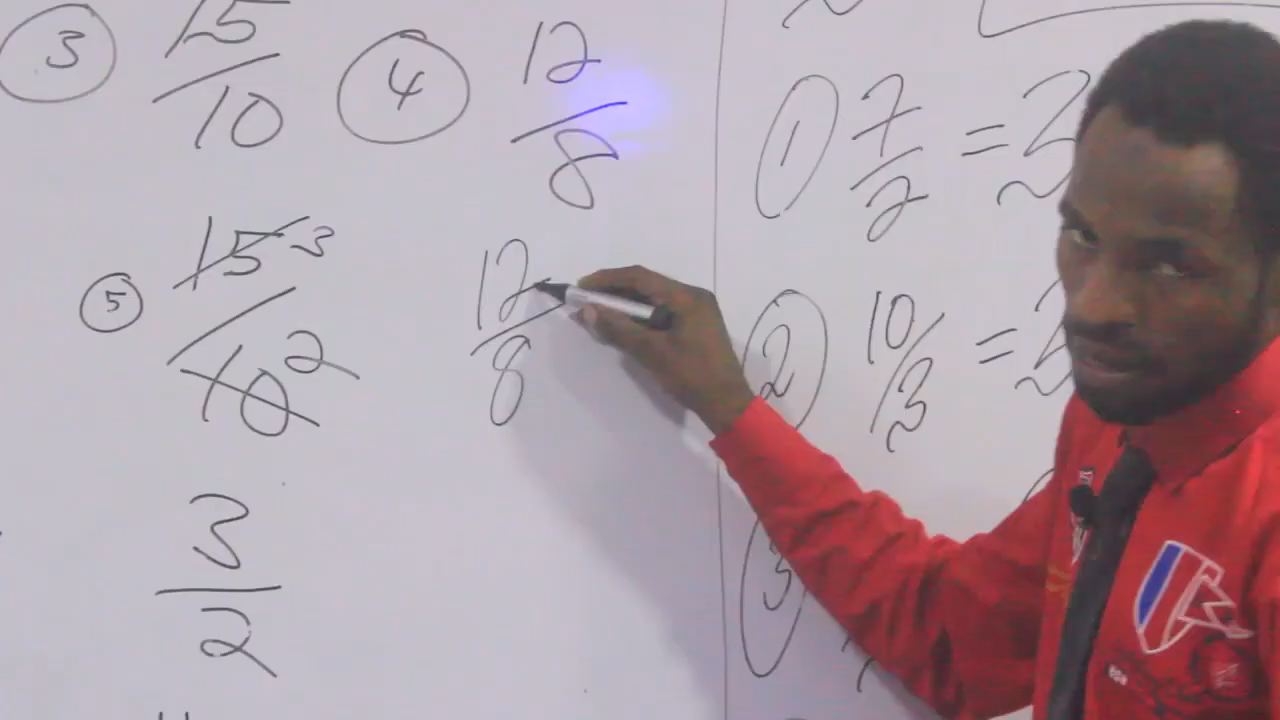 ③ 15/10
④ 12/8
⑤ 15/10 3 2
12/8
3/2
① 7/2 =
② 10/3 =
3